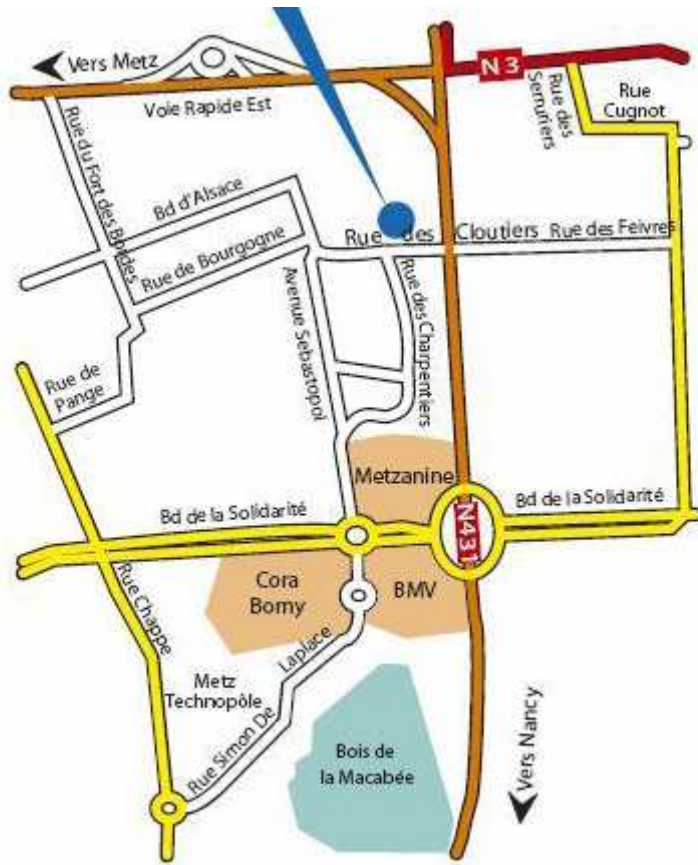 Vers Metz
N 3
Voie Rapide Est
Rue des
Serruriers
Rue
Cugnot
Rue du Fort des Bordes
Bd d'Alsace
Rue de Bourgogne
Rue des Cloutiers
Rue des Feivres
Avenue Sebastopol
Rue des Charpentiers
Rue de
Pange
Metzanine
Bd de la Solidarité
Bd de la Solidarité
N431
Cora
Borny
BMV
Rue Chappe
Metz
Technopôle
Rue Simon De Laplace
Bois de
la Macabée
Vers Nancy